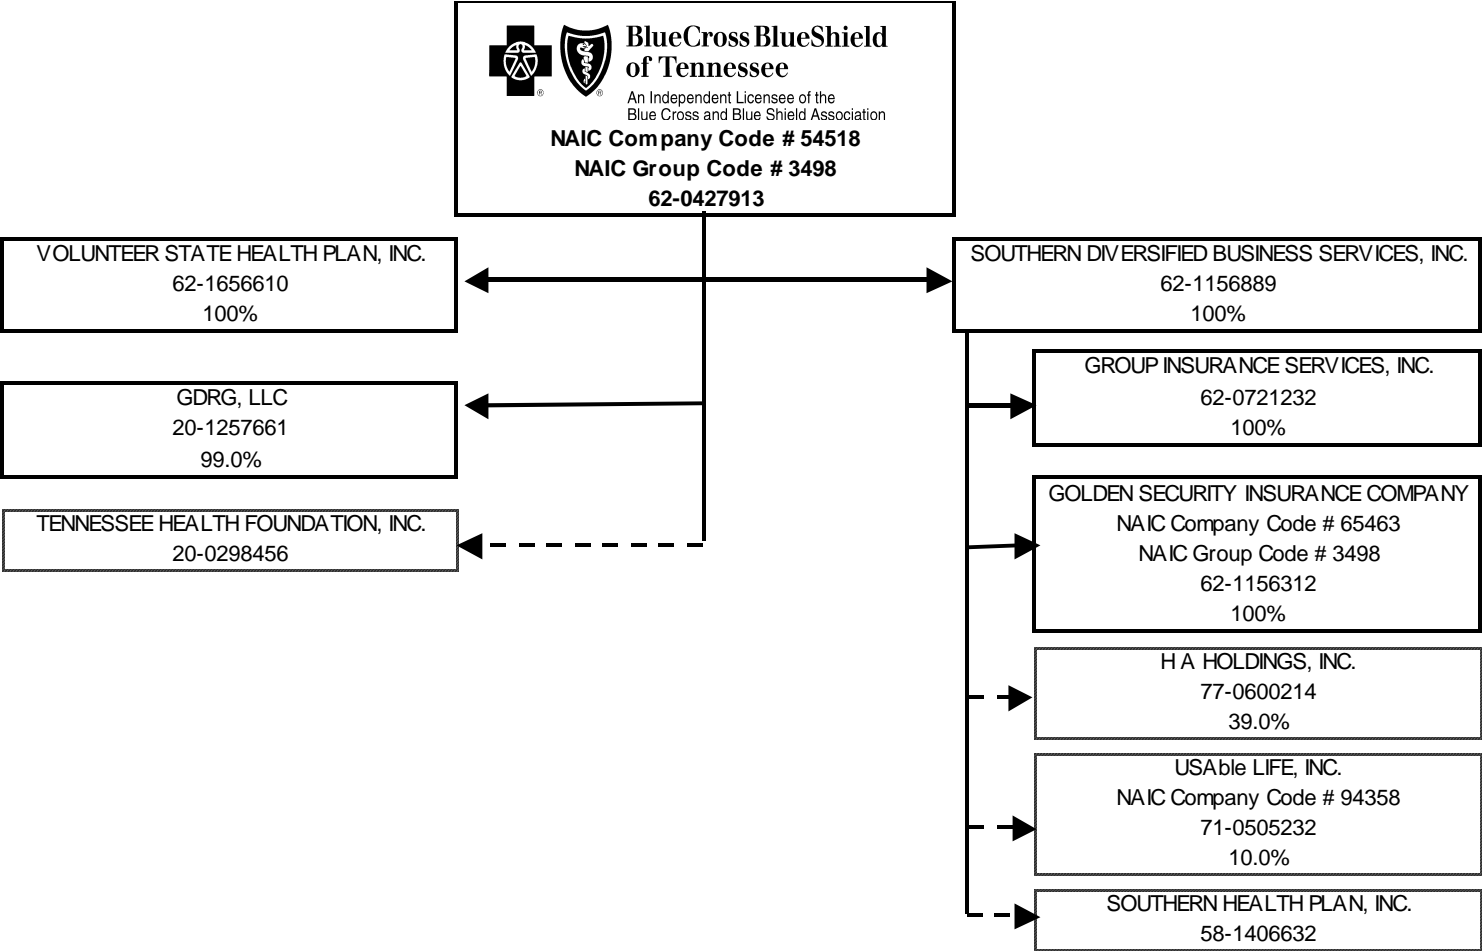 BlueCross BlueShield
of Tennessee
An Independent Licensee of the
Blue Cross and Blue Shield Association
NAIC Company Code # 54518
NAIC Group Code # 3498
62-0427913
VOLUNTEER STATE HEALTH PLAN, INC.
62-1656610
100%
SOUTHERN DIVERSIFIED BUSINESS SERVICES, INC.
62-1156889
100%
GDRG, LLC
20-1257661
99.0%
TENNESSEE HEALTH FOUNDATION, INC.
20-0298456
GROUP INSURANCE SERVICES, INC.
62-0721232
100%
GOLDEN SECURITY INSURANCE COMPANY
NAIC Company Code # 65463
NAIC Group Code # 3498
62-1156312
100%
H A HOLDINGS, INC.
77-0600214
39.0%
USAble LIFE, INC.
NAIC Company Code # 94358
71-0505232
10.0%
SOUTHERN HEALTH PLAN, INC.
58-1406632